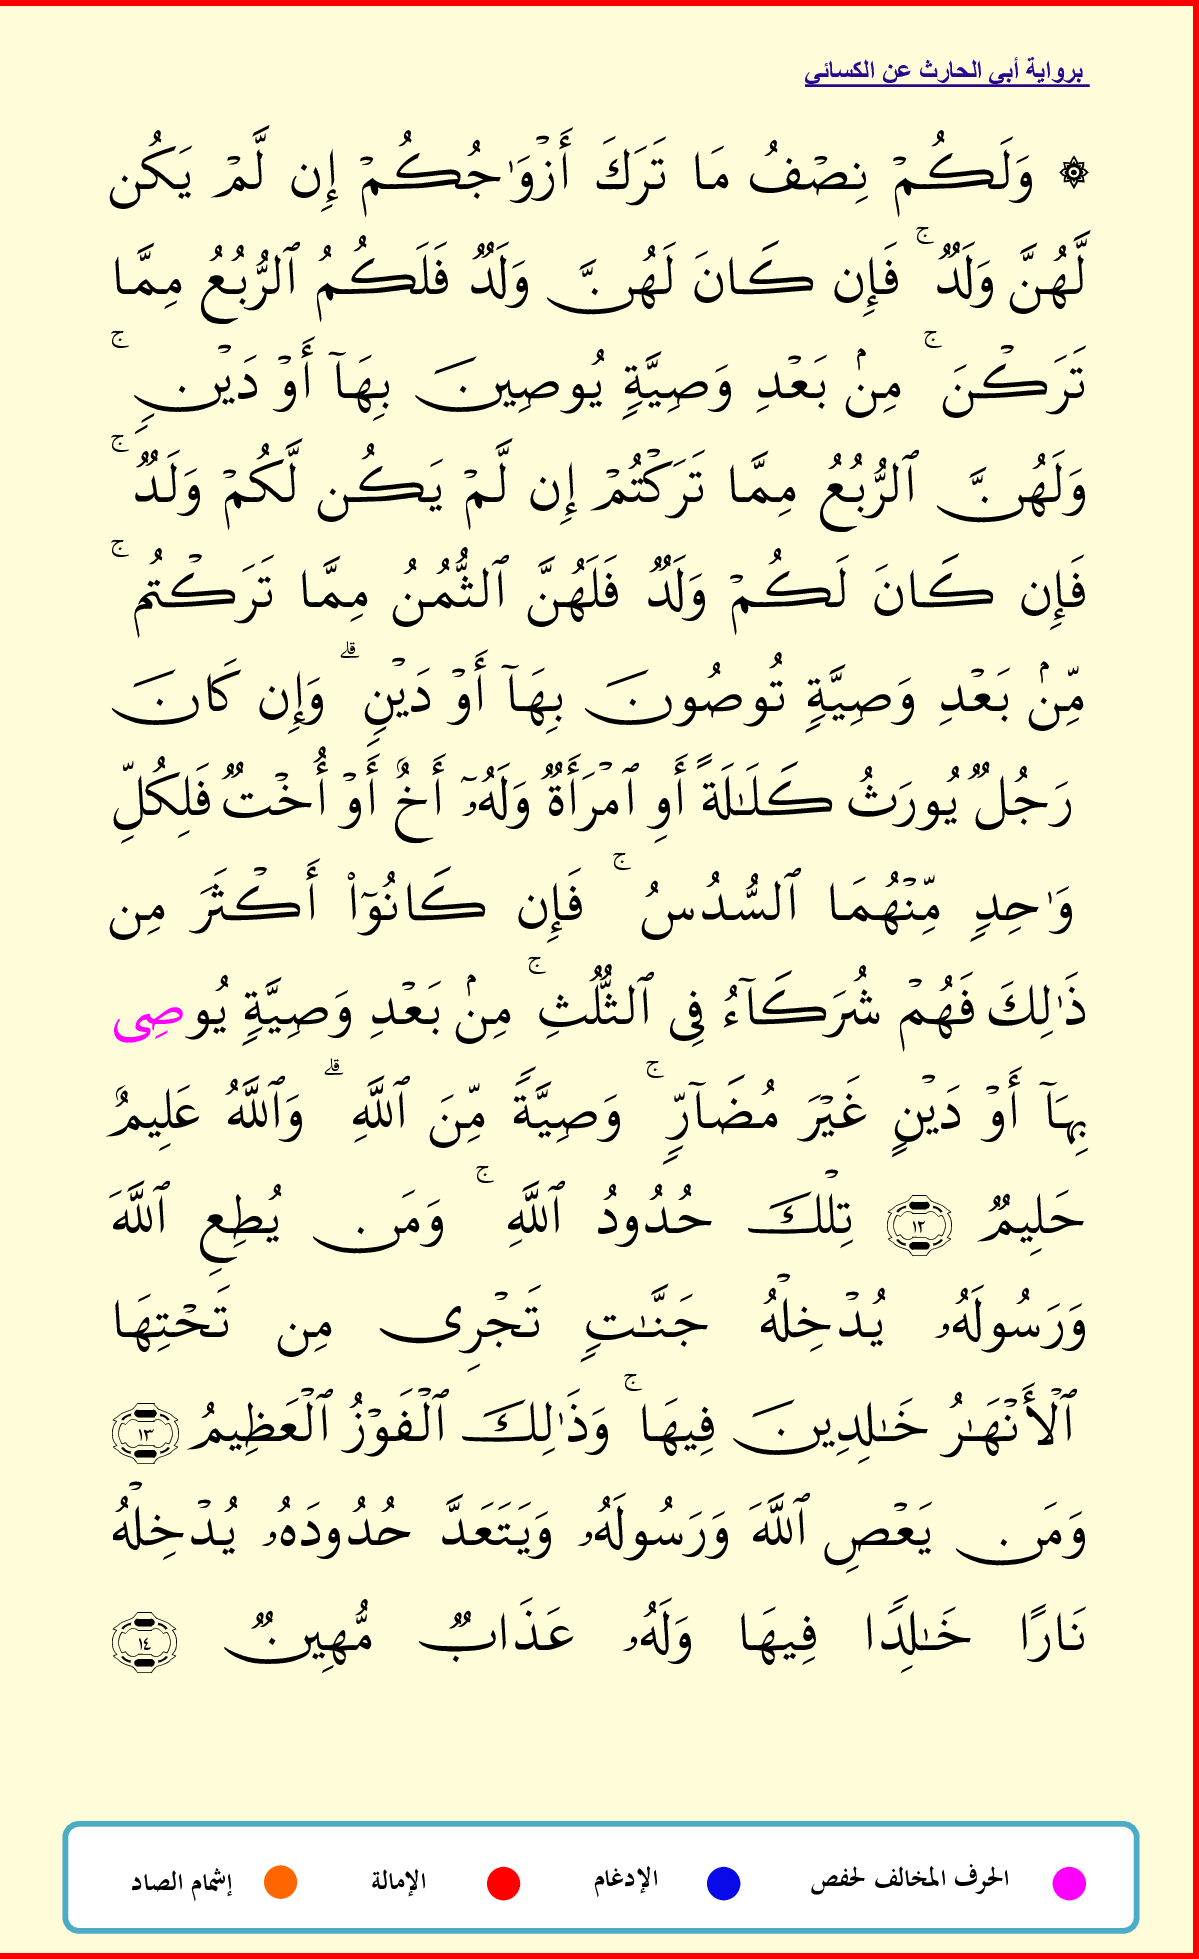 برواية أبي الحارث عن الكسائي
۞ وَلَكُمۡ نِصۡفُ مَا تَرَكَ أَزۡوَٰجُكُمۡ إِن لَّمۡ يَكُن
لَّهُنَّ وَلَدٞۚ فَإِن كَانَ لَهُنَّ وَلَدٞ فَلَكُمُ ٱلرُّبُعُ مِمَّا
تَرَكۡنَۚ مِنۢ بَعۡدِ وَصِيَّةٖ يُوصِينَ بِهَآ أَوۡ دَيۡنٖۚ
وَلَهُنَّ ٱلرُّبُعُ مِمَّا تَرَكۡتُمۡ إِن لَّمۡ يَكُن لَّكُمۡ وَلَدٞۚ
فَإِن كَانَ لَكُمۡ وَلَدٞ فَلَهُنَّ ٱلثُّمُنُ مِمَّا تَرَكۡتُمۚ
مِّنۢ بَعۡدِ وَصِيَّةٖ تُوصُونَ بِهَآ أَوۡ دَيۡنٖۗ وَإِن كَانَ
رَجُلٞ يُورَثُ كَلَٰلَةً أَوِ ٱمۡرَأَةٞ وَلَهُۥٓ أَخٌ أَوۡ أُخۡتٞ فَلِكُلِّ
وَٰحِدٖ مِّنۡهُمَا ٱلسُّدُسُۚ فَإِن كَانُوٓاْ أَكۡثَرَ مِن
ذَٰلِكَ فَهُمۡ شُرَكَآءُ فِي ٱلثُّلُثِۚ مِنۢ بَعۡدِ وَصِيَّةٖ يُوصِي
بِهَآ أَوۡ دَيۡنٍ غَيۡرَ مُضَآرّٖۚ وَصِيَّةٗ مِّنَ ٱللَّهِۗ وَٱللَّهُ عَلِيمٌ
حَلِيمٞ ١٢ تِلۡكَ حُدُودُ ٱللَّهِۚ وَمَن يُطِعِ ٱللَّهَ
وَرَسُولَهُۥ يُدۡخِلۡهُ جَنَّٰتٖ تَجۡرِي مِن تَحۡتِهَا
ٱلۡأَنۡهَٰرُ خَٰلِدِينَ فِيهَاۚ وَذَٰلِكَ ٱلۡفَوۡزُ ٱلۡعَظِيمُ ١٣
وَمَن يَعۡصِ ٱللَّهَ وَرَسُولَهُۥ وَيَتَعَدَّ حُدُودَهُۥ يُدۡخِلۡهُ
نَارًا خَٰلِدٗا فِيهَا وَلَهُۥ عَذَابٞ مُّهِينٞ ١٤
الحرف المخالف لحفص الإدغام الإمالة إشمام الصاد